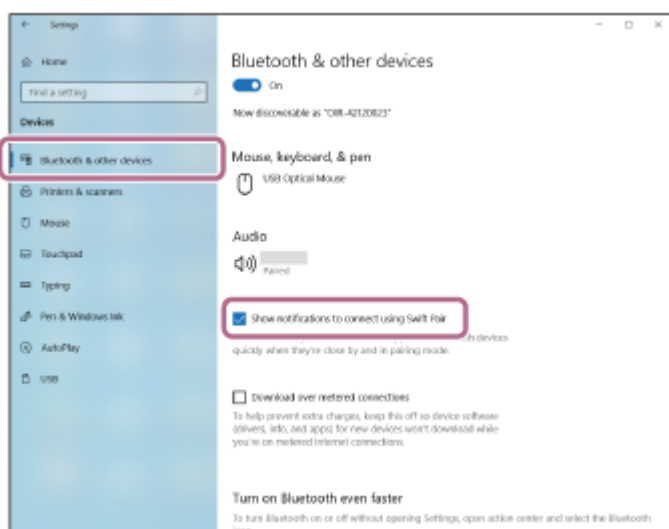 Settings
Home
Find a setting
Devices
Bluetooth & other devices
Printers & scanners
Mouse
Touchpad
Typing
Pen & Windows Ink
AutoPlay
USB
Bluetooth & other devices
On
Now discoverable as
Mouse, keyboard, & pen
USB Optical Mouse
Audio
Paired
Show notifications to connect using Swift Pair
devices
quickly when they're close by and in pairing mode.
Download over metered connections
To help prevent extra charges, keep this off so device software
(drivers, info, and apps) for new devices won't download while
you're on metered Internet connections.
Turn on Bluetooth even faster
To turn Bluetooth on or off without opening Settings, open action center and select the Bluetooth